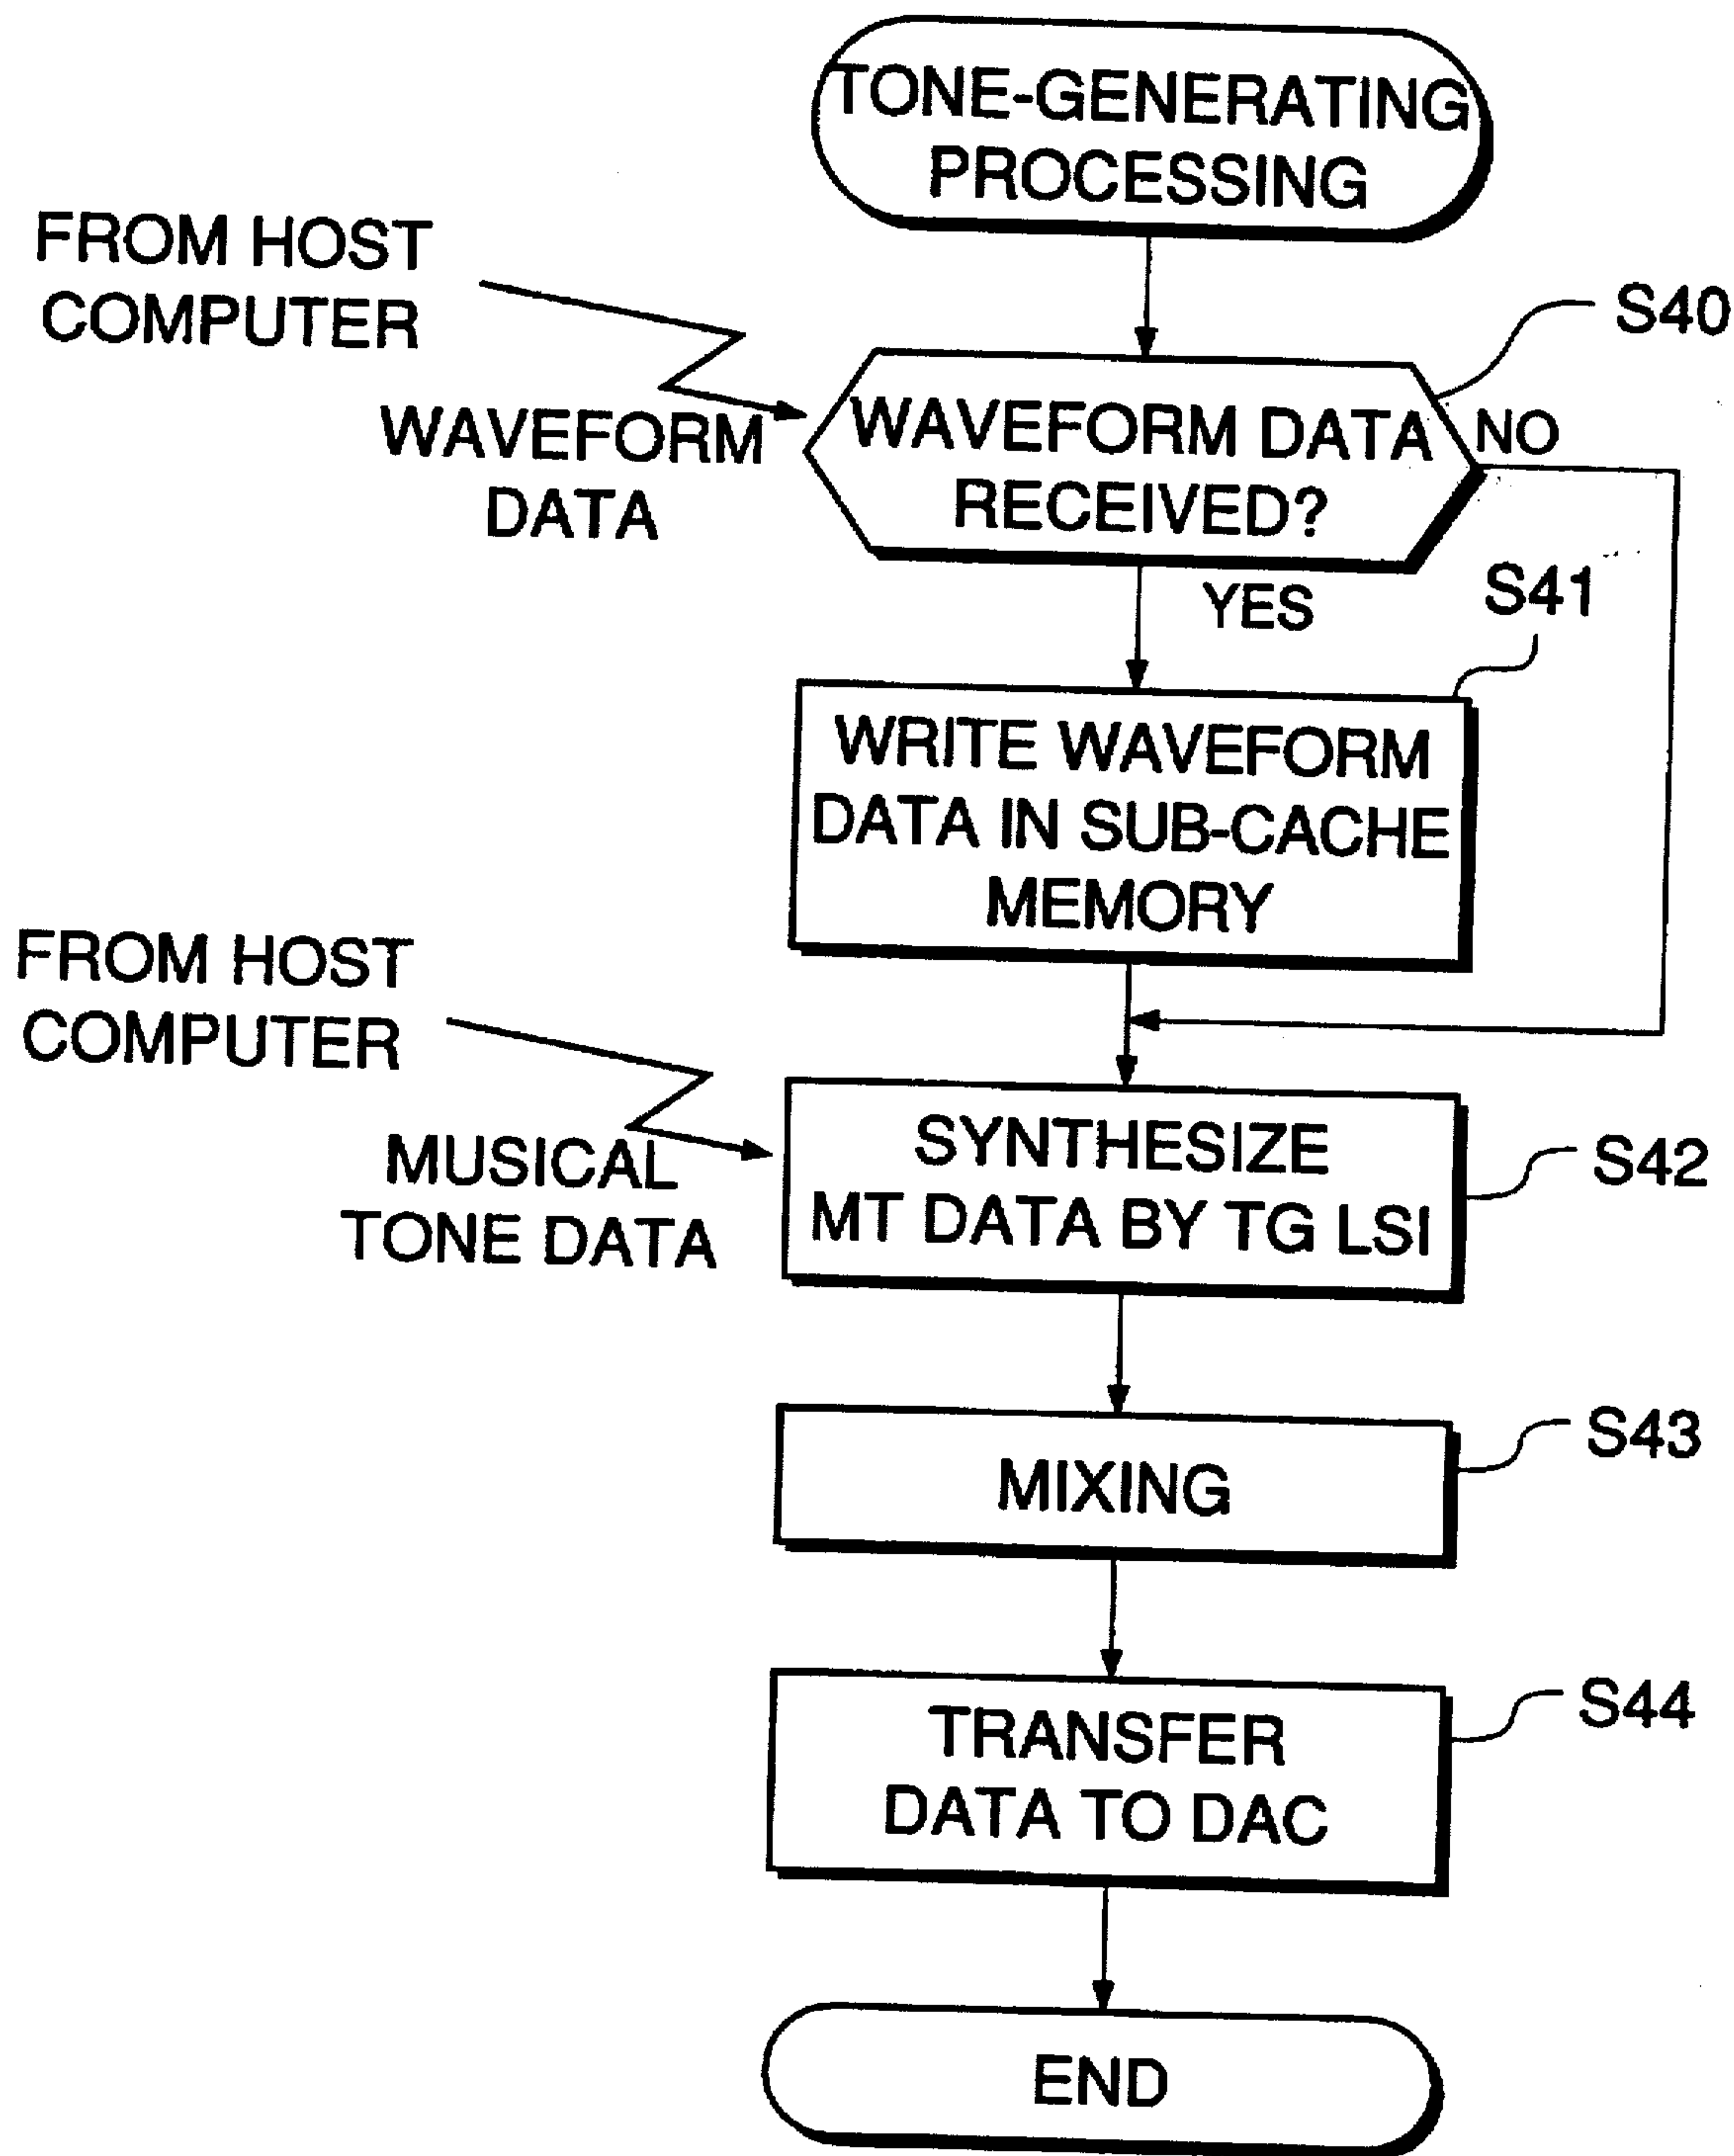 TONE-GENERATING
PROCESSING
FROM HOST
COMPUTER
S40
WAVEFORM
DATA
WAVEFORM DATA
RECEIVED?
NO
YES
S41
WRITE WAVEFORM
DATA IN SUB-CACHE
MEMORY
FROM HOST
COMPUTER
MUSICAL
TONE DATA
SYNTHESIZE
MT DATA BY TG LSI
S42
MIXING
S43
TRANSFER
DATA TO DAC
S44
END